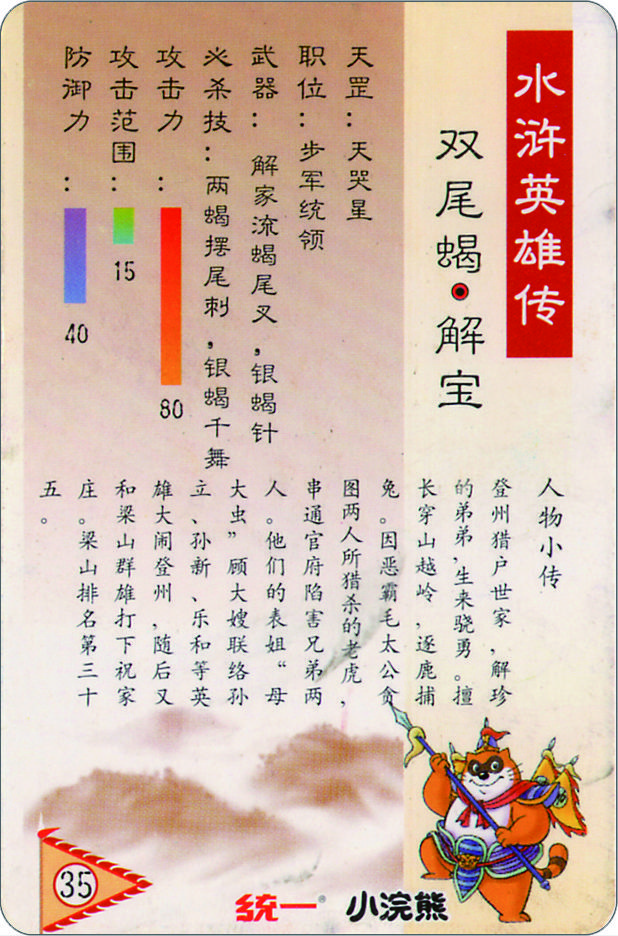 水浒英雄传
双尾蝎·解宝
天罡：天哭星
职位：步军统领
武器：解家流蝎尾叉，银蝎针
必杀技：两蝎摆尾刺，银蝎千舞
攻击力：
80
攻击范围：
15
防御力：
40
人物小传
登州猎户世家，解珍
的弟弟，生来骁勇。擅
长穿山越岭，逐鹿捕
兔。因恶霸毛太公贪
图两人所猎杀的老虎，
串通官府陷害兄弟两
人。他们的表姐“母
大虫”顾大嫂联络孙
立、孙新、乐和等英
雄大闹登州，随后又
和梁山群雄打下祝家
庄。梁山排名第三十
五。
35
统一® 小浣熊